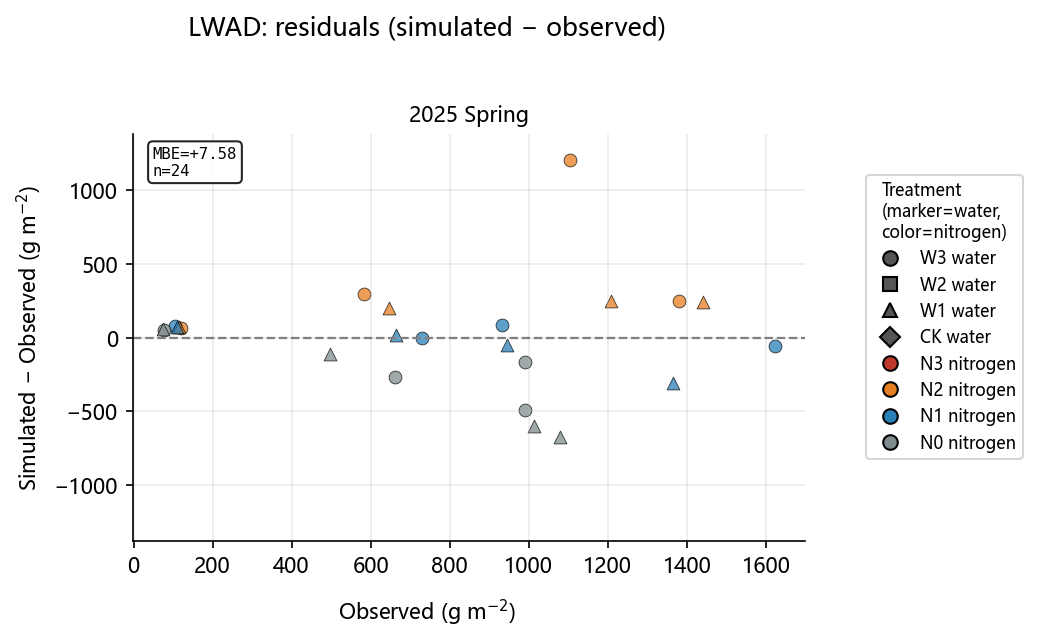 LWAD: residuals (simulated − observed)
2025 Spring
MBE=+7.58
n=24
Simulated − Observed (g m⁻²)
1000
500
0
−500
−1000
0 200 400 600 800 1000 1200 1400 1600
Observed (g m⁻²)
Treatment
(marker=water,
color=nitrogen)
W3 water
W2 water
W1 water
CK water
N3 nitrogen
N2 nitrogen
N1 nitrogen
N0 nitrogen